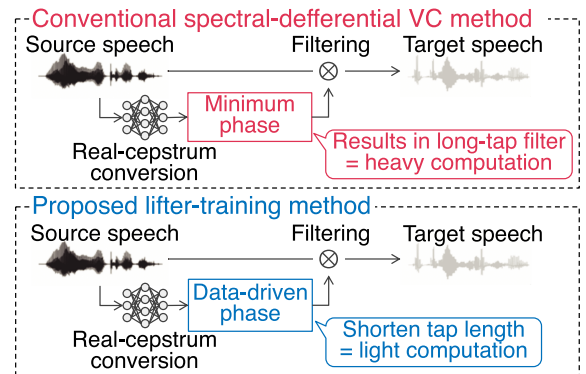 Conventional spectral-defferential VC method
Source speech
Filtering
Target speech
Minimum
phase
Real-cepstrum
conversion
Results in long-tap filter
= heavy computation
Proposed lifter-training method
Source speech
Filtering
Target speech
Data-driven
phase
Real-cepstrum
conversion
Shorten tap length
= light computation